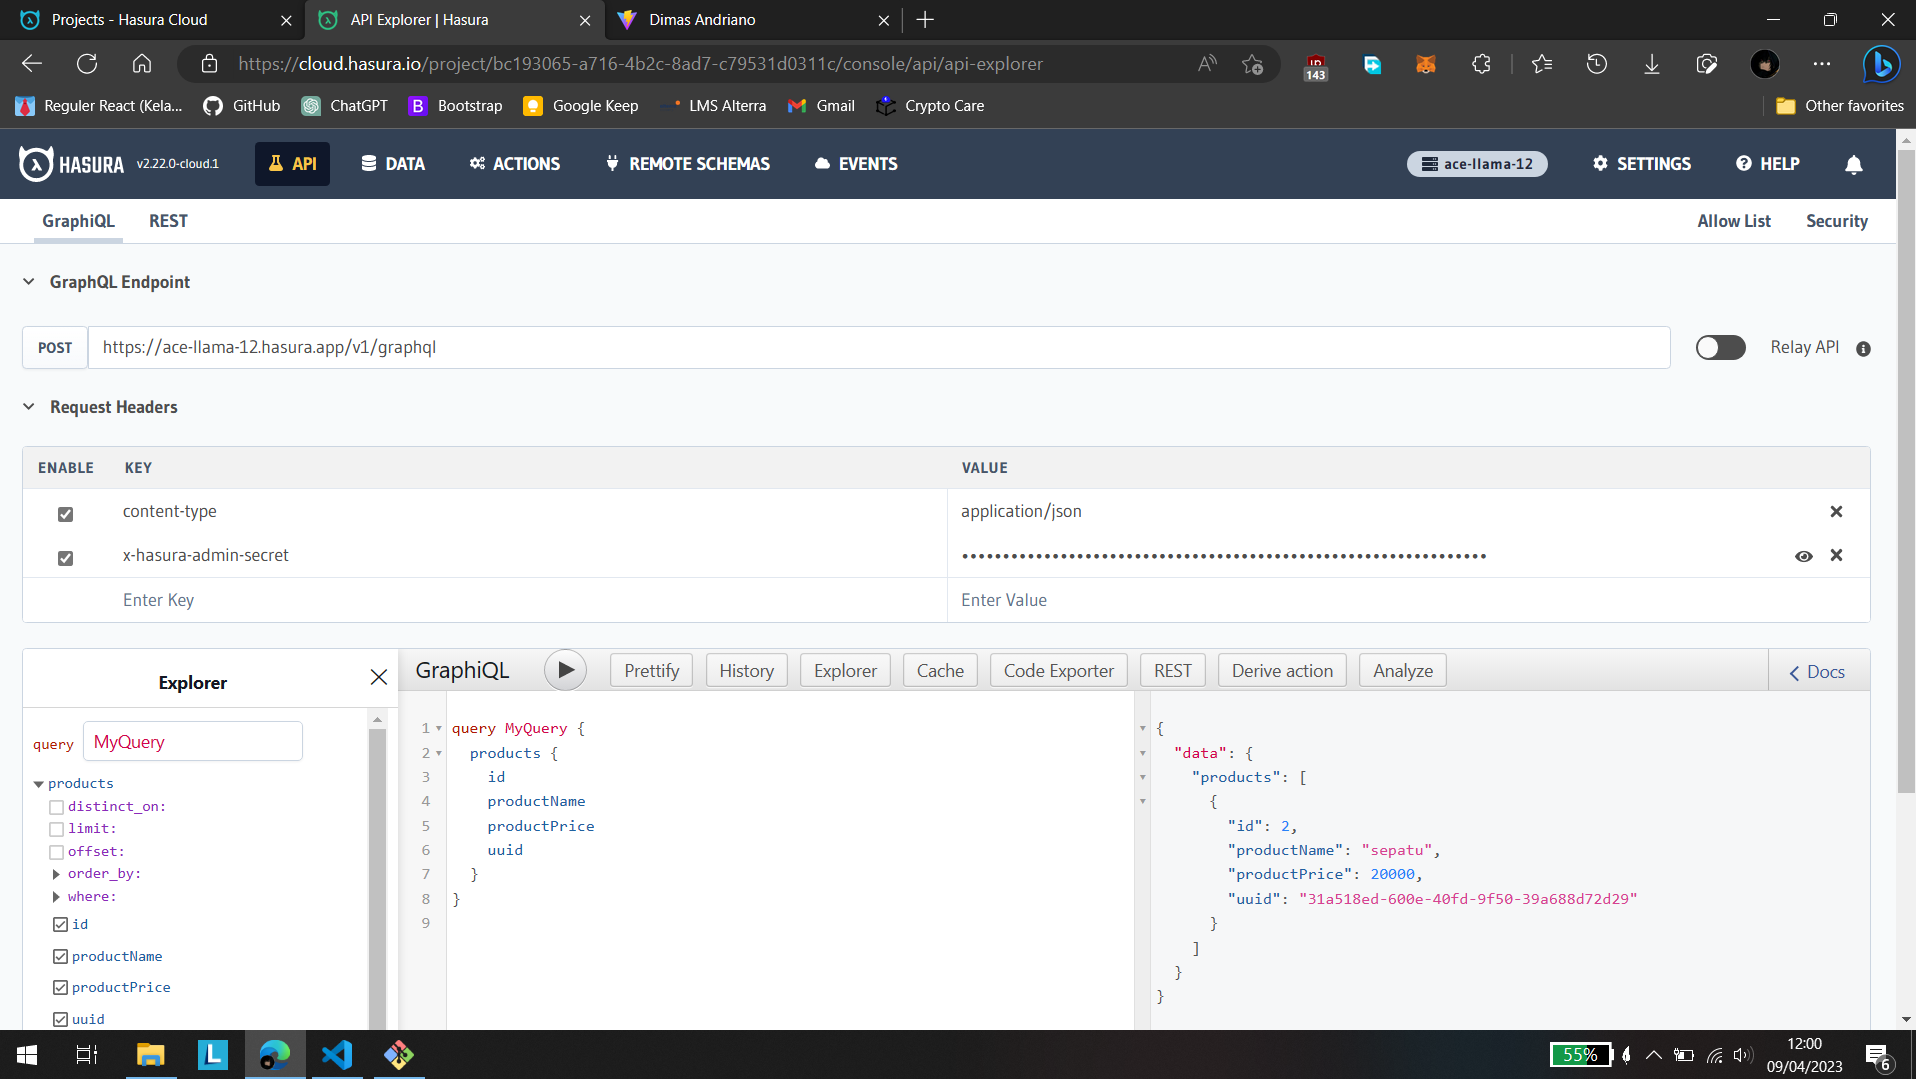 Projects - Hasura Cloud
API Explorer | Hasura
Dimas Andriano
https://cloud.hasura.io/project/bc193065-a716-4b2c-8ad7-c79531d0311c/console/api/api-explorer
143
Reguler React (Kela...
GitHub
ChatGPT
B Bootstrap
Google Keep
LMS Alterra
Gmail
Crypto Care
Other favorites
HASURA v2.22.0-cloud.1
API
DATA
ACTIONS
REMOTE SCHEMAS
EVENTS
ace-llama-12
SETTINGS
HELP
GraphiQL
REST
Allow List
Security
GraphQL Endpoint
POST
https://ace-llama-12.hasura.app/v1/graphql
Relay API
Request Headers
ENABLE KEY VALUE
content-type application/json
x-hasura-admin-secret ••••••••••••••••••••••••••••••••••••••••••••••••••••••••••••••••
Enter Key Enter Value
Explorer
query MyQuery
products
distinct_on:
limit:
offset:
order_by:
where:
id
productName
productPrice
uuid
GraphiQL
Prettify
History
Explorer
Cache
Code Exporter
REST
Derive action
Analyze
Docs
1 query MyQuery {
2 products {
3 id
4 productName
5 productPrice
6 uuid
7 }
8 }
9
{
"data": {
"products": [
{
"id": 2,
"productName": "sepatu",
"productPrice": 20000,
"uuid": "31a518ed-600e-40fd-9f50-39a688d72d29"
}
]
}
}
L
55%
12:00
09/04/2023
6